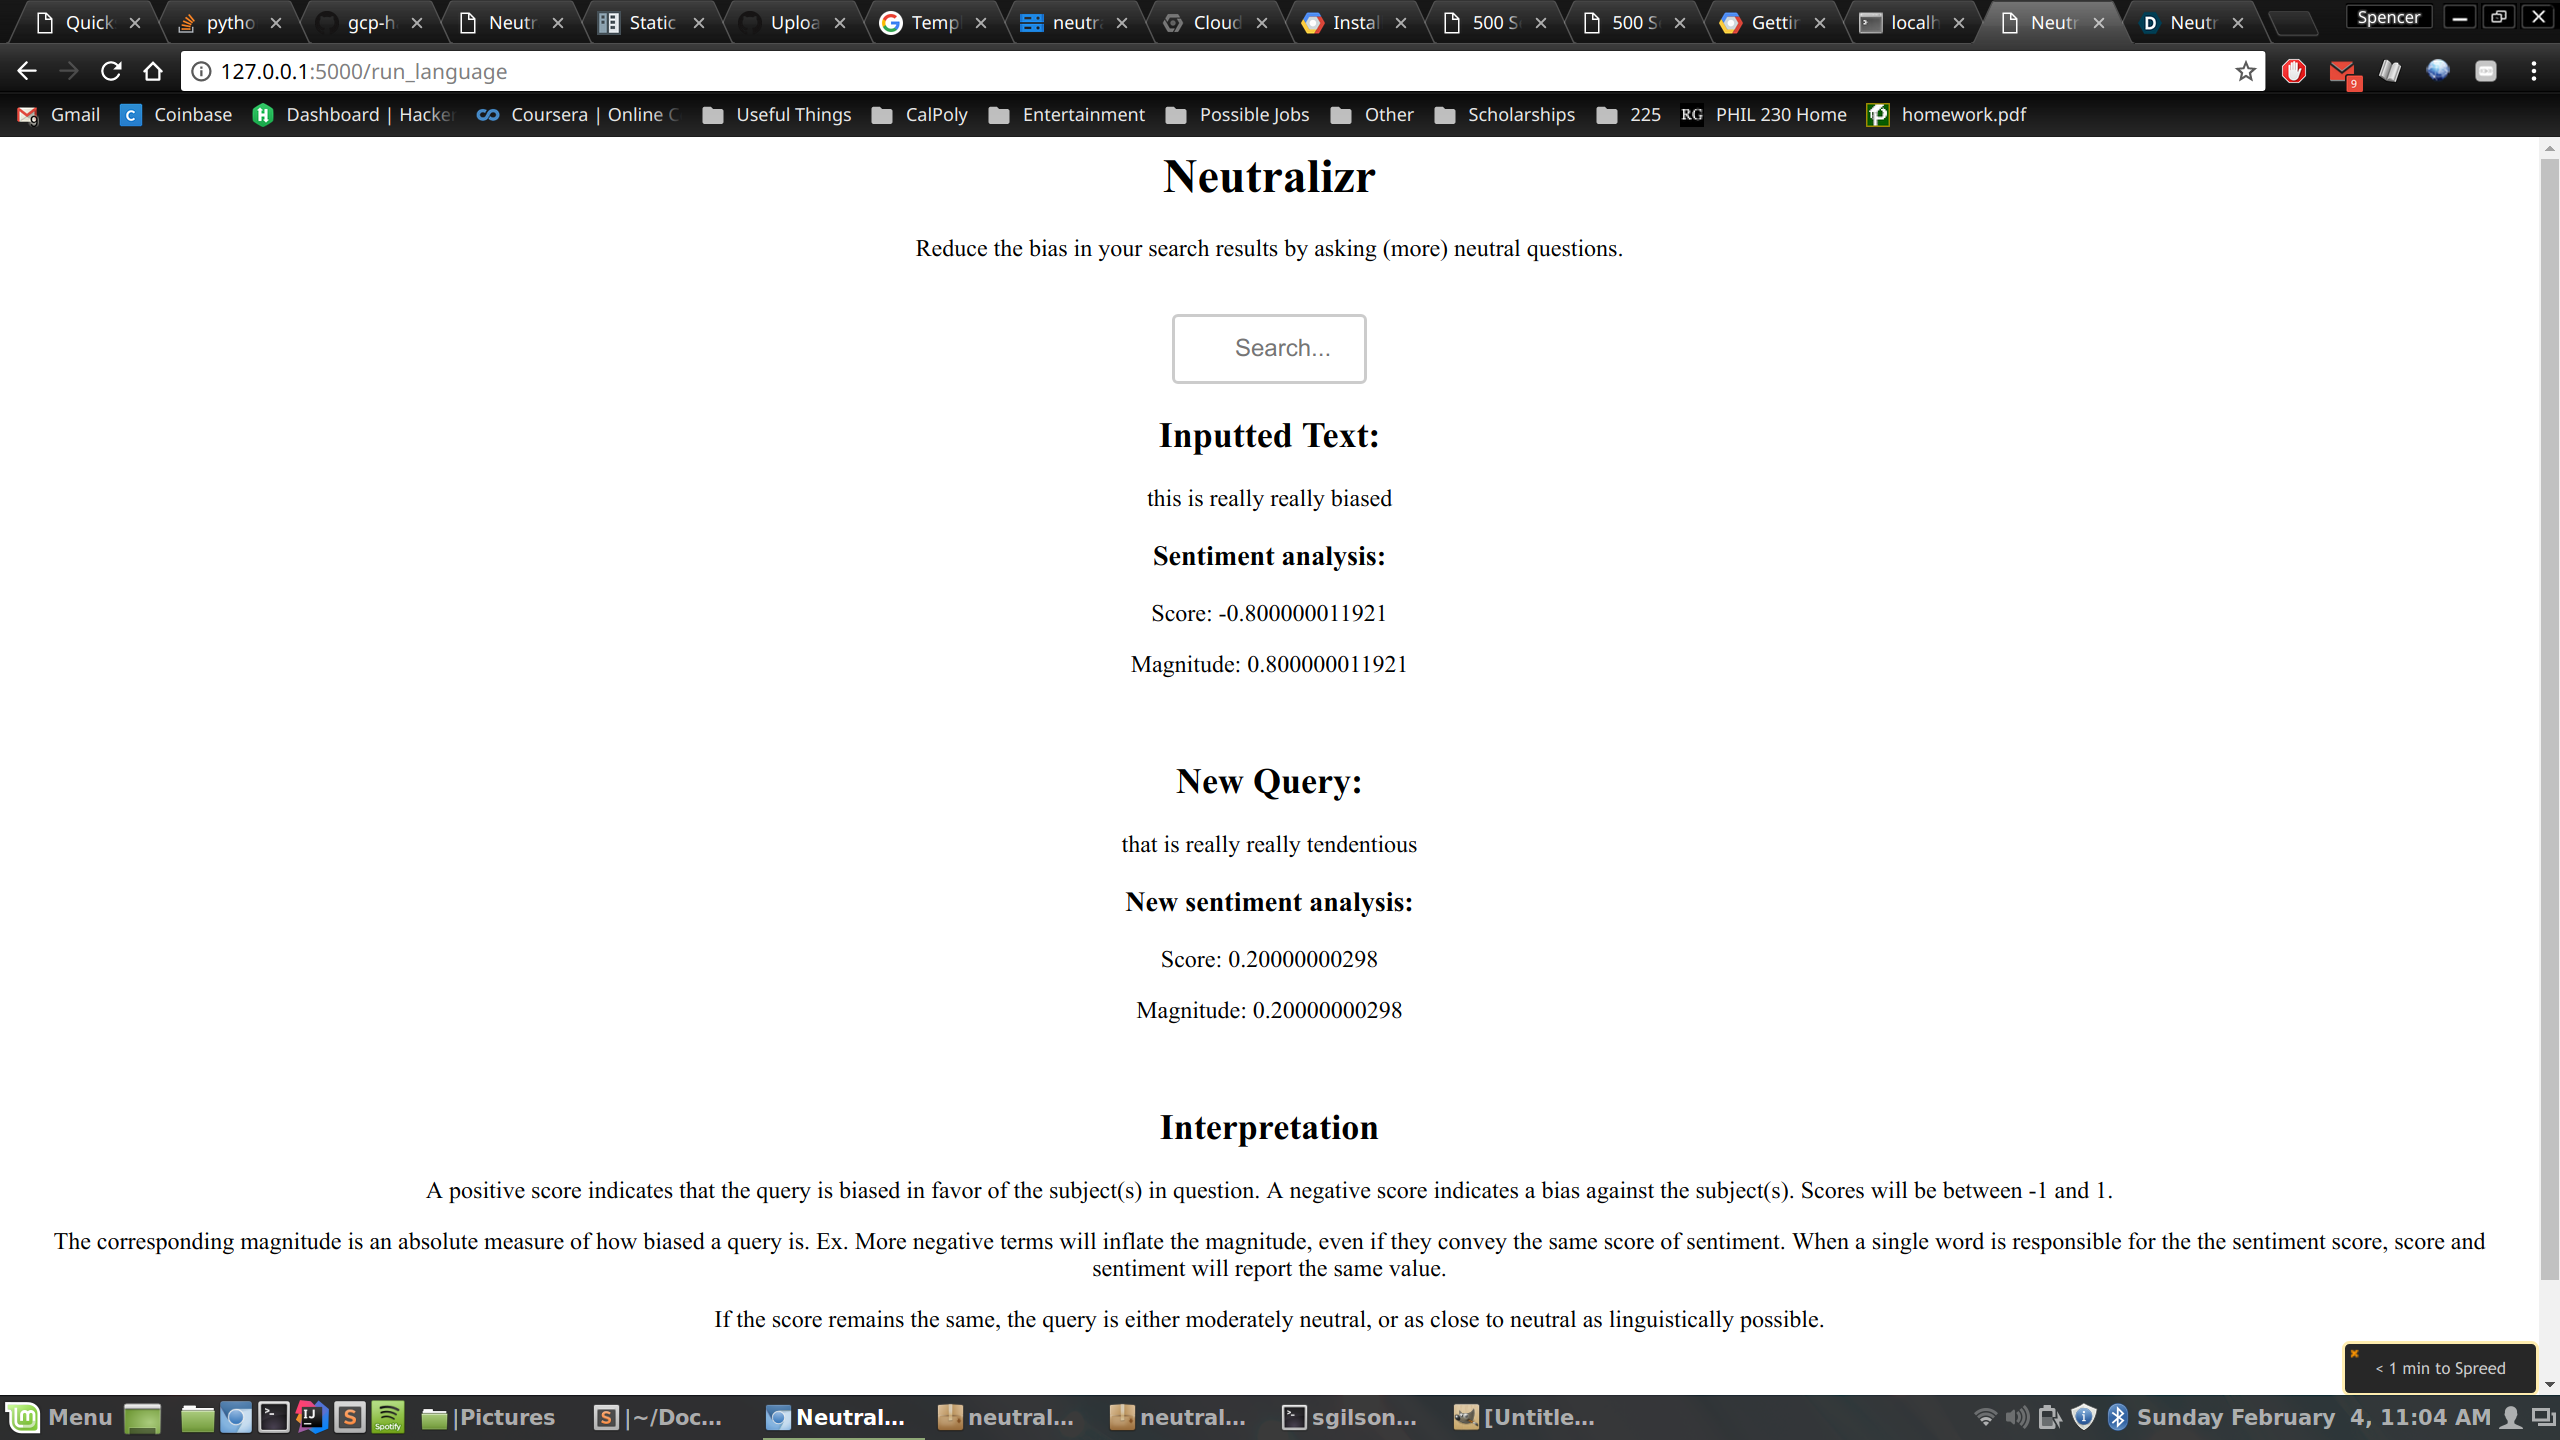 Quick
pytho
gcp-h
Neutr
Static
Uploa
Temp
neutr
Cloud
Instal
500 S
500 S
Gettin
localh
Neutr
Neutr
Spencer
127.0.0.1:5000/run_language
9
Gmail
Coinbase
Dashboard | Hacker
Coursera | Online C
Useful Things
CalPoly
Entertainment
Possible Jobs
Other
Scholarships
225
RG PHIL 230 Home
homework.pdf
Neutralizr
Reduce the bias in your search results by asking (more) neutral questions.
Search...
Inputted Text:
this is really really biased
Sentiment analysis:
Score: -0.800000011921
Magnitude: 0.800000011921
New Query:
that is really really tendentious
New sentiment analysis:
Score: 0.20000000298
Magnitude: 0.20000000298
Interpretation
A positive score indicates that the query is biased in favor of the subject(s) in question. A negative score indicates a bias against the subject(s). Scores will be between -1 and 1.
The corresponding magnitude is an absolute measure of how biased a query is. Ex. More negative terms will inflate the magnitude, even if they convey the same score of sentiment. When a single word is responsible for the the sentiment score, score and
sentiment will report the same value.
If the score remains the same, the query is either moderately neutral, or as close to neutral as linguistically possible.
< 1 min to Spreed
Menu
IJ
S
Spotify
|Pictures
|~/Doc...
Neutral...
neutral...
neutral...
sgilson...
[Untitle...
Sunday February 4, 11:04 AM